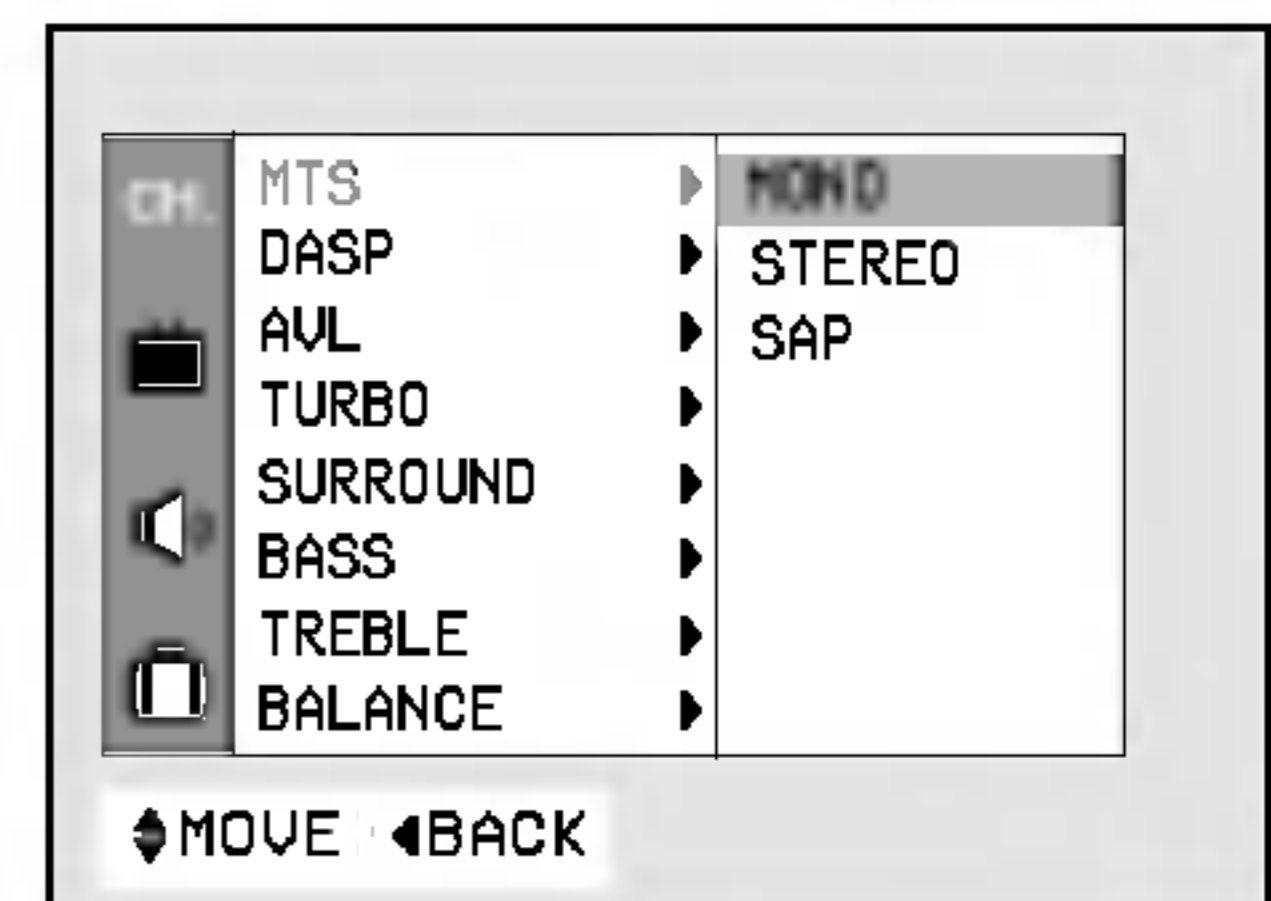 CH.
MTS
DASP
AVL
TURBO
SURROUND
BASS
TREBLE
BALANCE
MONO
STEREO
SAP
MOVE BACK